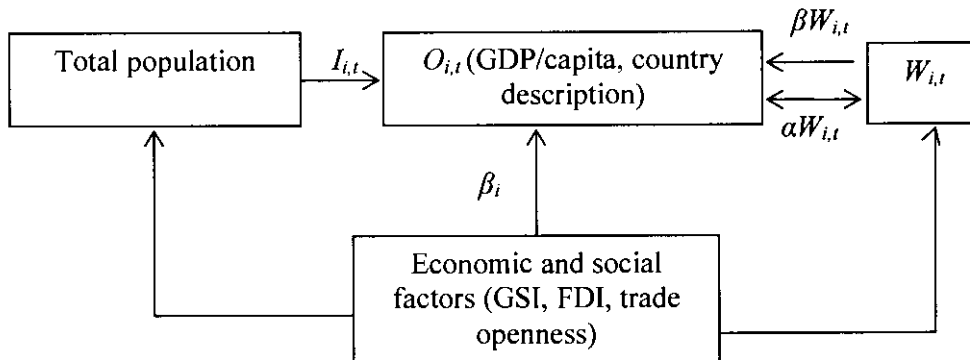 βW_{i,t}
Total population
I_{i,t}
O_{i,t} (GDP/capita, country
description)
W_{i,t}
αW_{i,t}
β_i
Economic and social
factors (GSI, FDI, trade
openness)